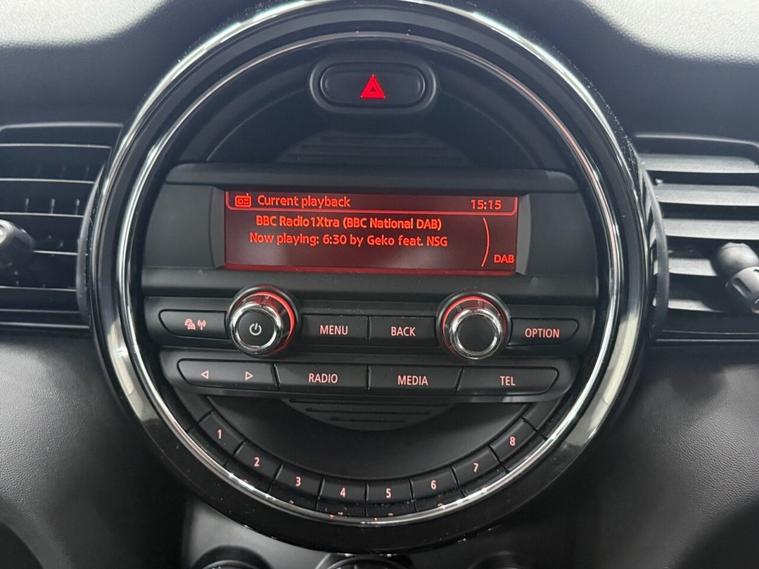 Current playback 15:15
BBC Radio1Xtra (BBC National DAB)
Now playing: 6:30 by Geko feat. NSG
DAB
MENU BACK OPTION
RADIO MEDIA TEL
1 2 3 4 5 6 7 8